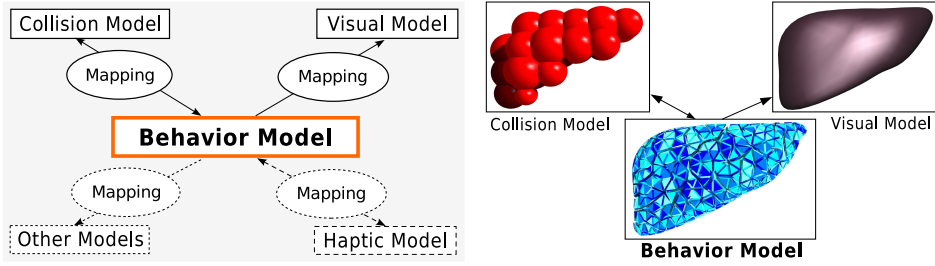 Collision Model
Visual Model
Mapping
Mapping
Behavior Model
Mapping
Mapping
Other Models
Haptic Model
Collision Model
Visual Model
Behavior Model